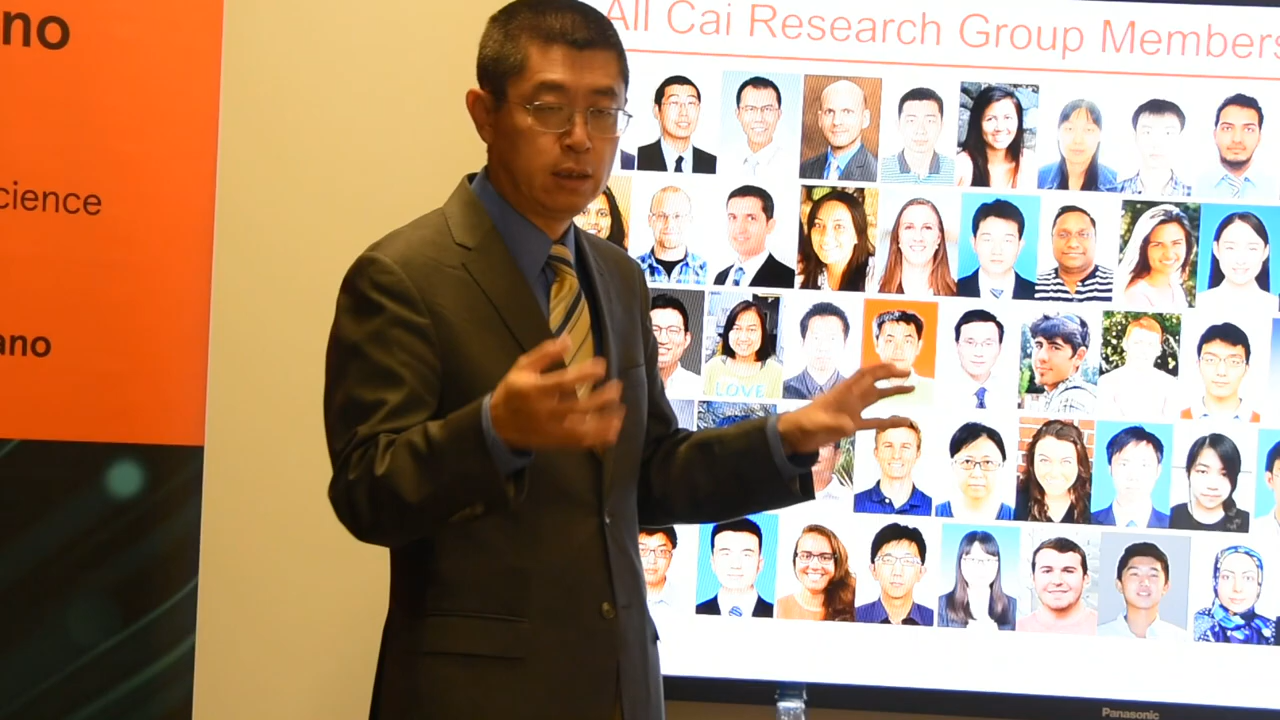 no
cience
ano
All Cai Research Group Members
LOVE
Panasonic